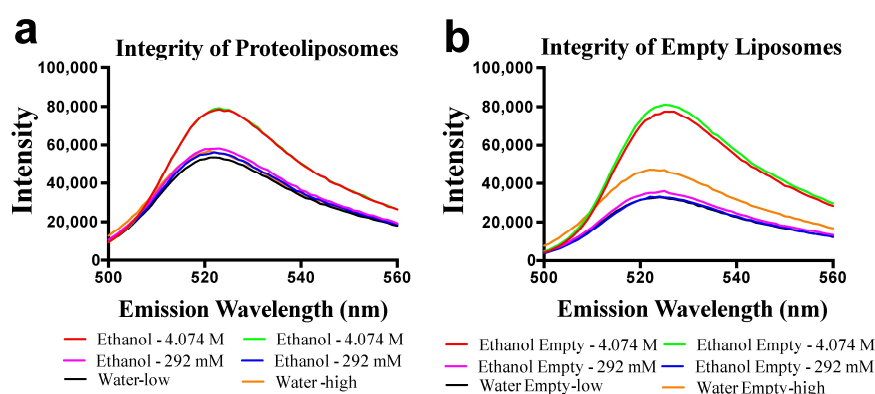 a
Integrity of Proteoliposomes
100,000
80,000
60,000
40,000
20,000
0
Intensity
500 520 540 560
Emission Wavelength (nm)
Ethanol - 4.074 M Ethanol - 4.074 M
Ethanol - 292 mM Ethanol - 292 mM
Water-low Water-high
b
Integrity of Empty Liposomes
100,000
80,000
60,000
40,000
20,000
0
Intensity
500 520 540 560
Emission Wavelength (nm)
Ethanol Empty - 4.074 M Ethanol Empty - 4.074 M
Ethanol Empty - 292 mM Ethanol Empty - 292 mM
Water Empty-low Water Empty-high